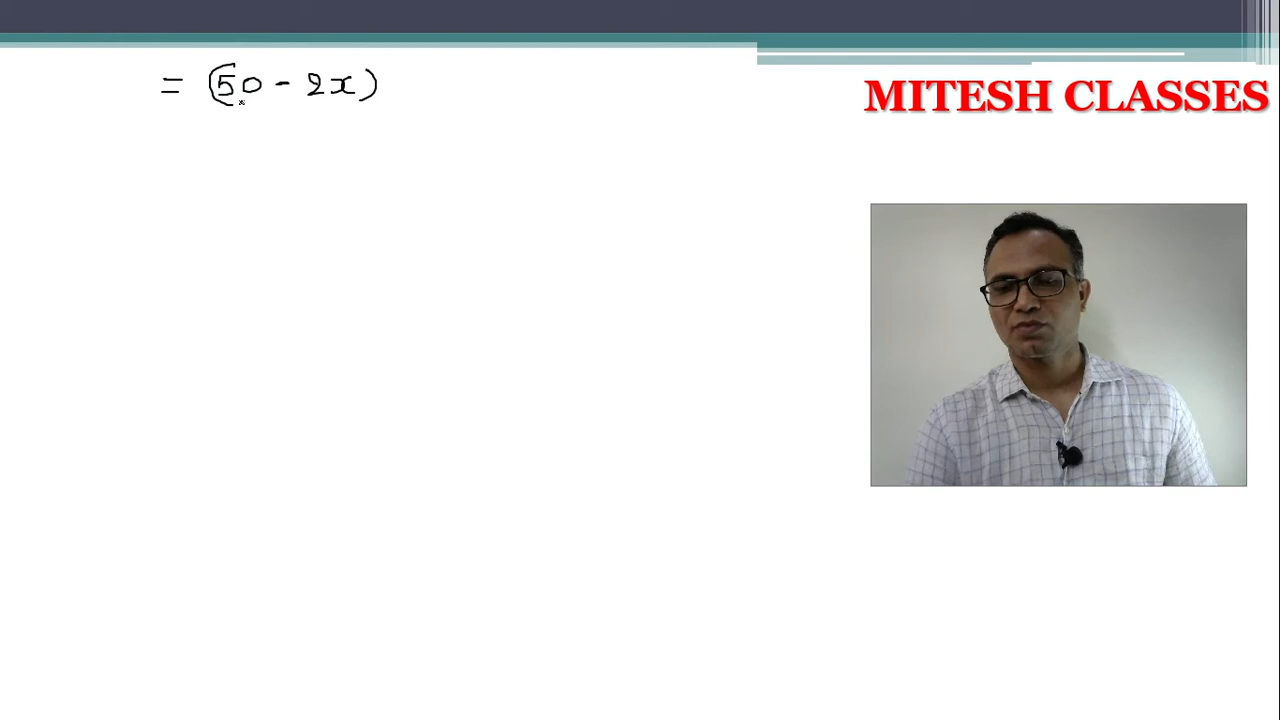 = (50 - 2x)
MITESH CLASSES